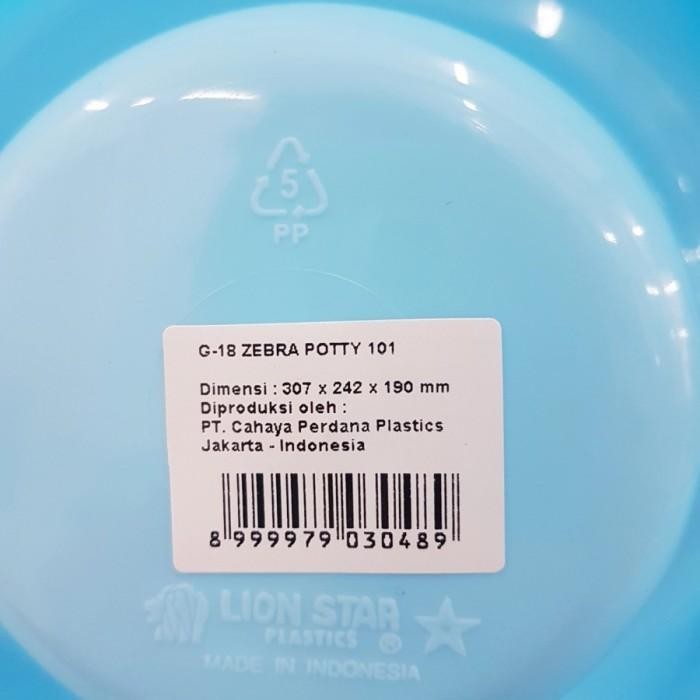 5
PP
G-18 ZEBRA POTTY 101
Dimensi : 307 x 242 x 190 mm
Diproduksi oleh :
PT. Cahaya Perdana Plastics
Jakarta - Indonesia
8 999979 030489
LION STAR
PLASTICS ®
MADE IN INDONESIA